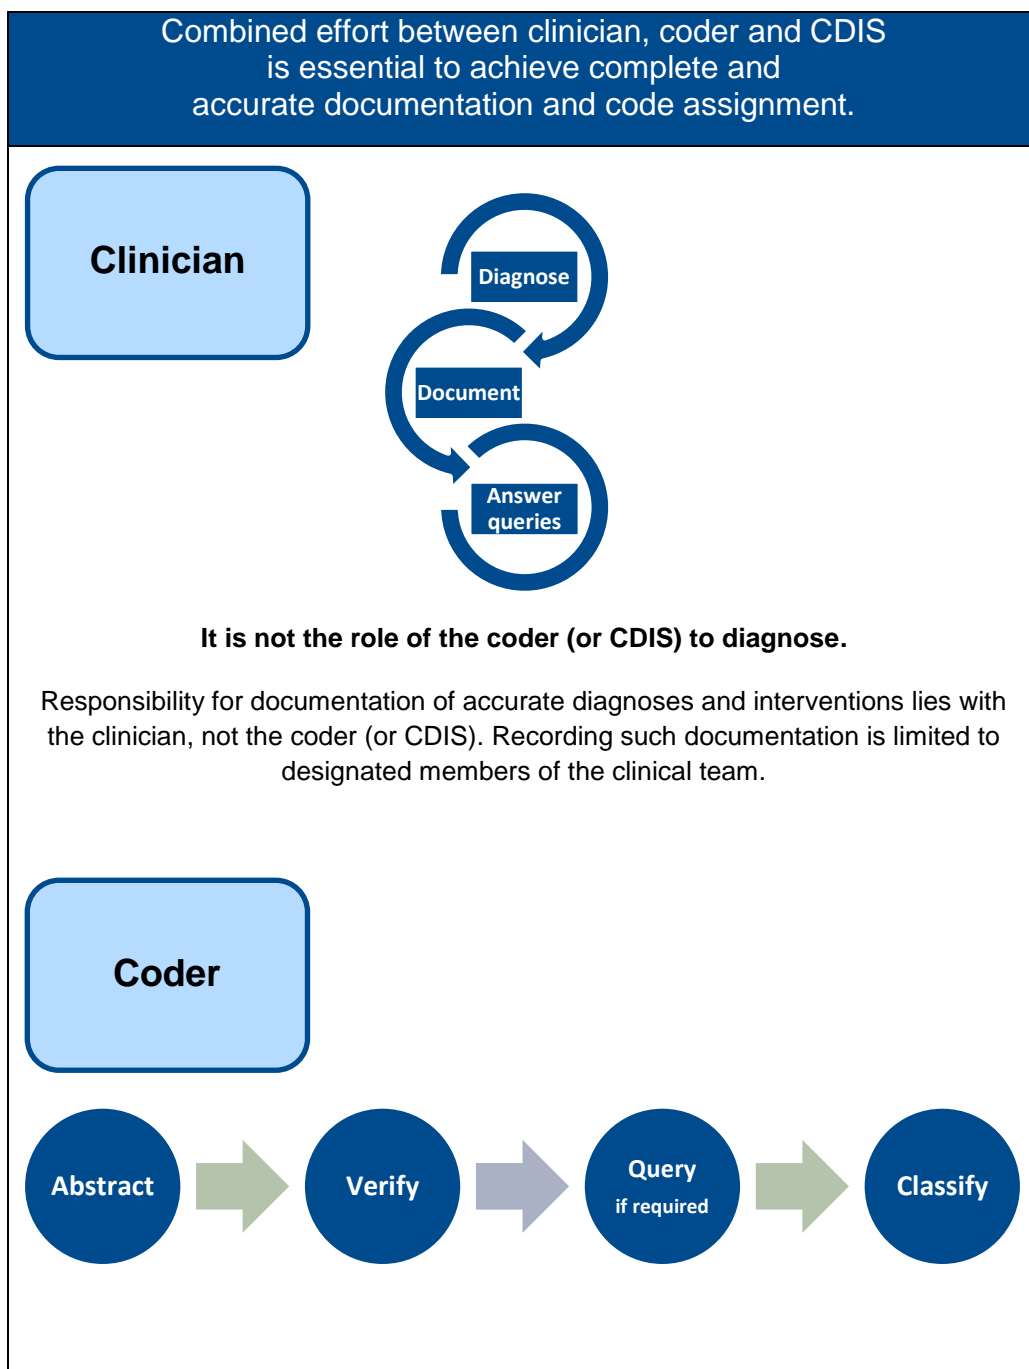 Combined effort between clinician, coder and CDIS
is essential to achieve complete and
accurate documentation and code assignment.
Clinician
Diagnose
Document
Answer
queries
It is not the role of the coder (or CDIS) to diagnose.
Responsibility for documentation of accurate diagnoses and interventions lies with
the clinician, not the coder (or CDIS). Recording such documentation is limited to
designated members of the clinical team.
Coder
Abstract
Verify
Query
if required
Classify